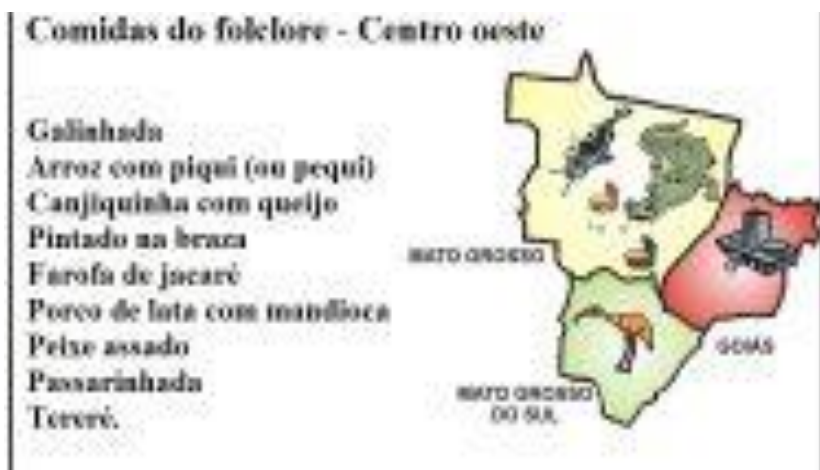 Comidas do folclore - Centro oeste
Galinhada
Arroz com piqui (ou pequi)
Canjiquinha com queijo
Pintado na braza
Farofa de jacaré
Porco de lata com mandioca
Peixe assado
Passarinhada
Tereré.
MATO GROSSO
GOIÁS
MATO GROSSO
DO SUL